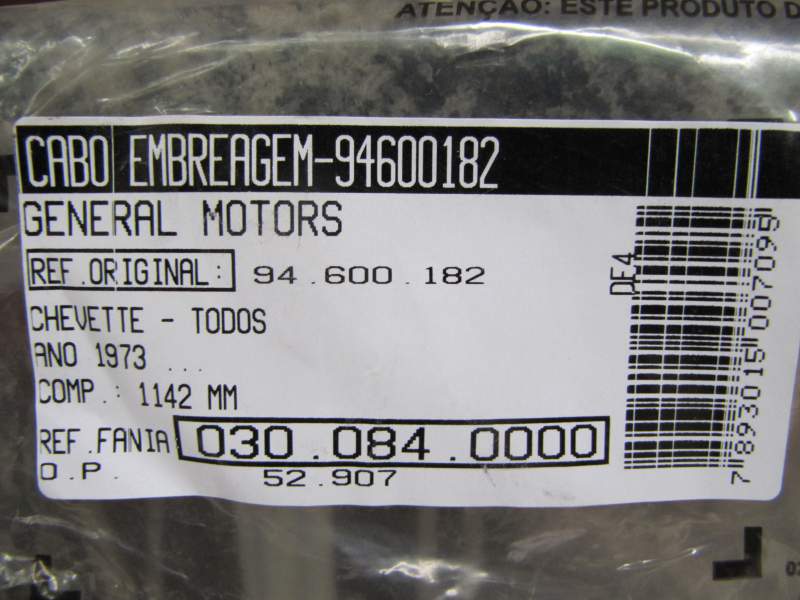 ATENÇÃO: ESTE PRODUTO
CABO EMBREAGEM-94600182
GENERAL MOTORS
REF.ORIGINAL: 94.600.182
CHEVETTE - TODOS
ANO 1973 ...
COMP.: 1142 MM
REF.FANIA 030.084.0000
O.P. 52.907
DE4
7 893015 007095